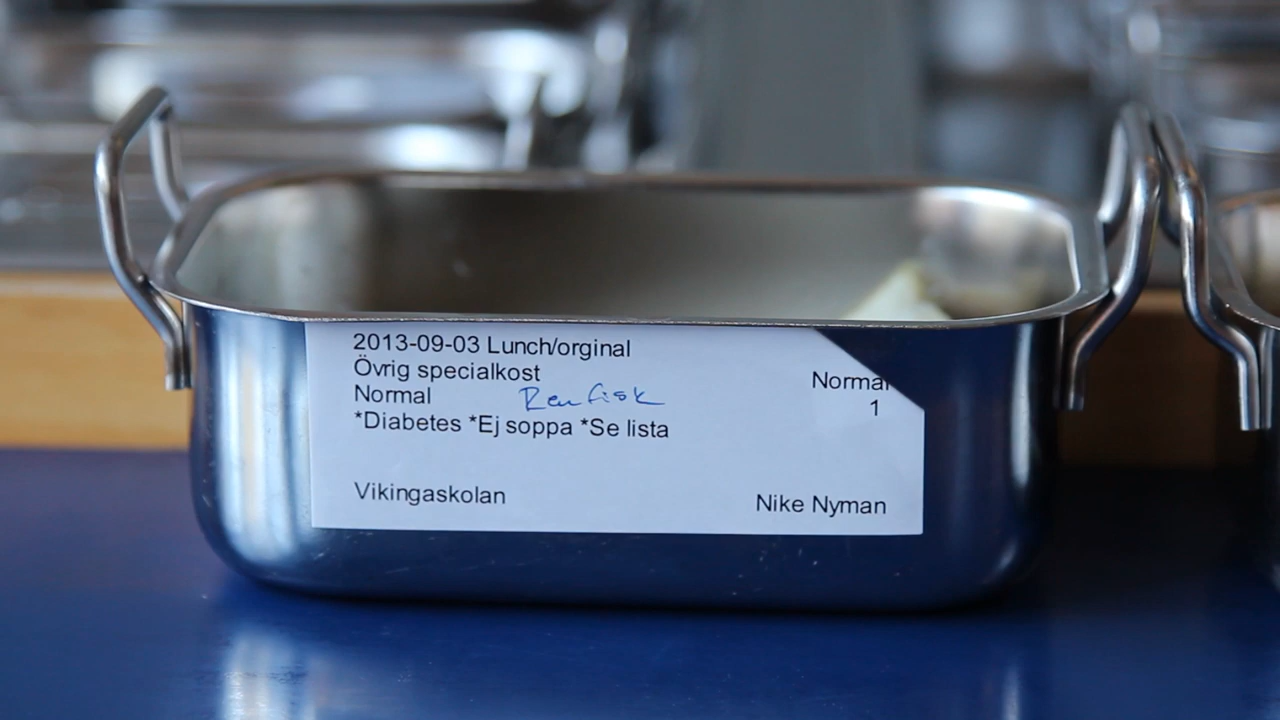 2013-09-03 Lunch/orginal
Övrig specialkost
Normal
1
Normal Ren fisk
*Diabetes *Ej soppa *Se lista
Vikingaskolan
Nike Nyman